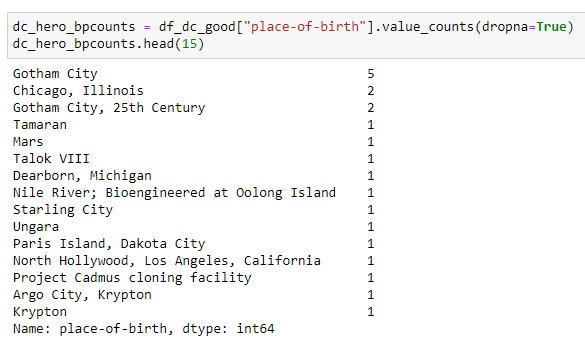 dc_hero_bpcounts = df_dc_good["place-of-birth"].value_counts(dropna=True)
dc_hero_bpcounts.head(15)
Gotham City 5
Chicago, Illinois 2
Gotham City, 25th Century 2
Tamaran 1
Mars 1
Talok VIII 1
Dearborn, Michigan 1
Nile River; Bioengineered at Oolong Island 1
Starling City 1
Ungara 1
Paris Island, Dakota City 1
North Hollywood, Los Angeles, California 1
Project Cadmus cloning facility 1
Argo City, Krypton 1
Krypton 1
Name: place-of-birth, dtype: int64